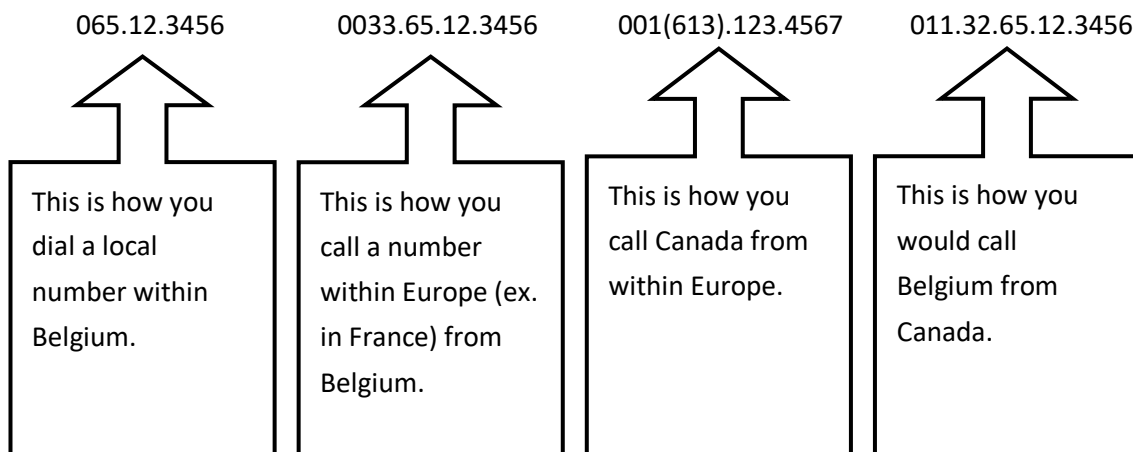 065.12.3456
0033.65.12.3456
001(613).123.4567
011.32.65.12.3456
This is how you
dial a local
number within
Belgium.
This is how you
call a number
within Europe (ex.
in France) from
Belgium.
This is how you
call Canada from
within Europe.
This is how you
would call
Belgium from
Canada.